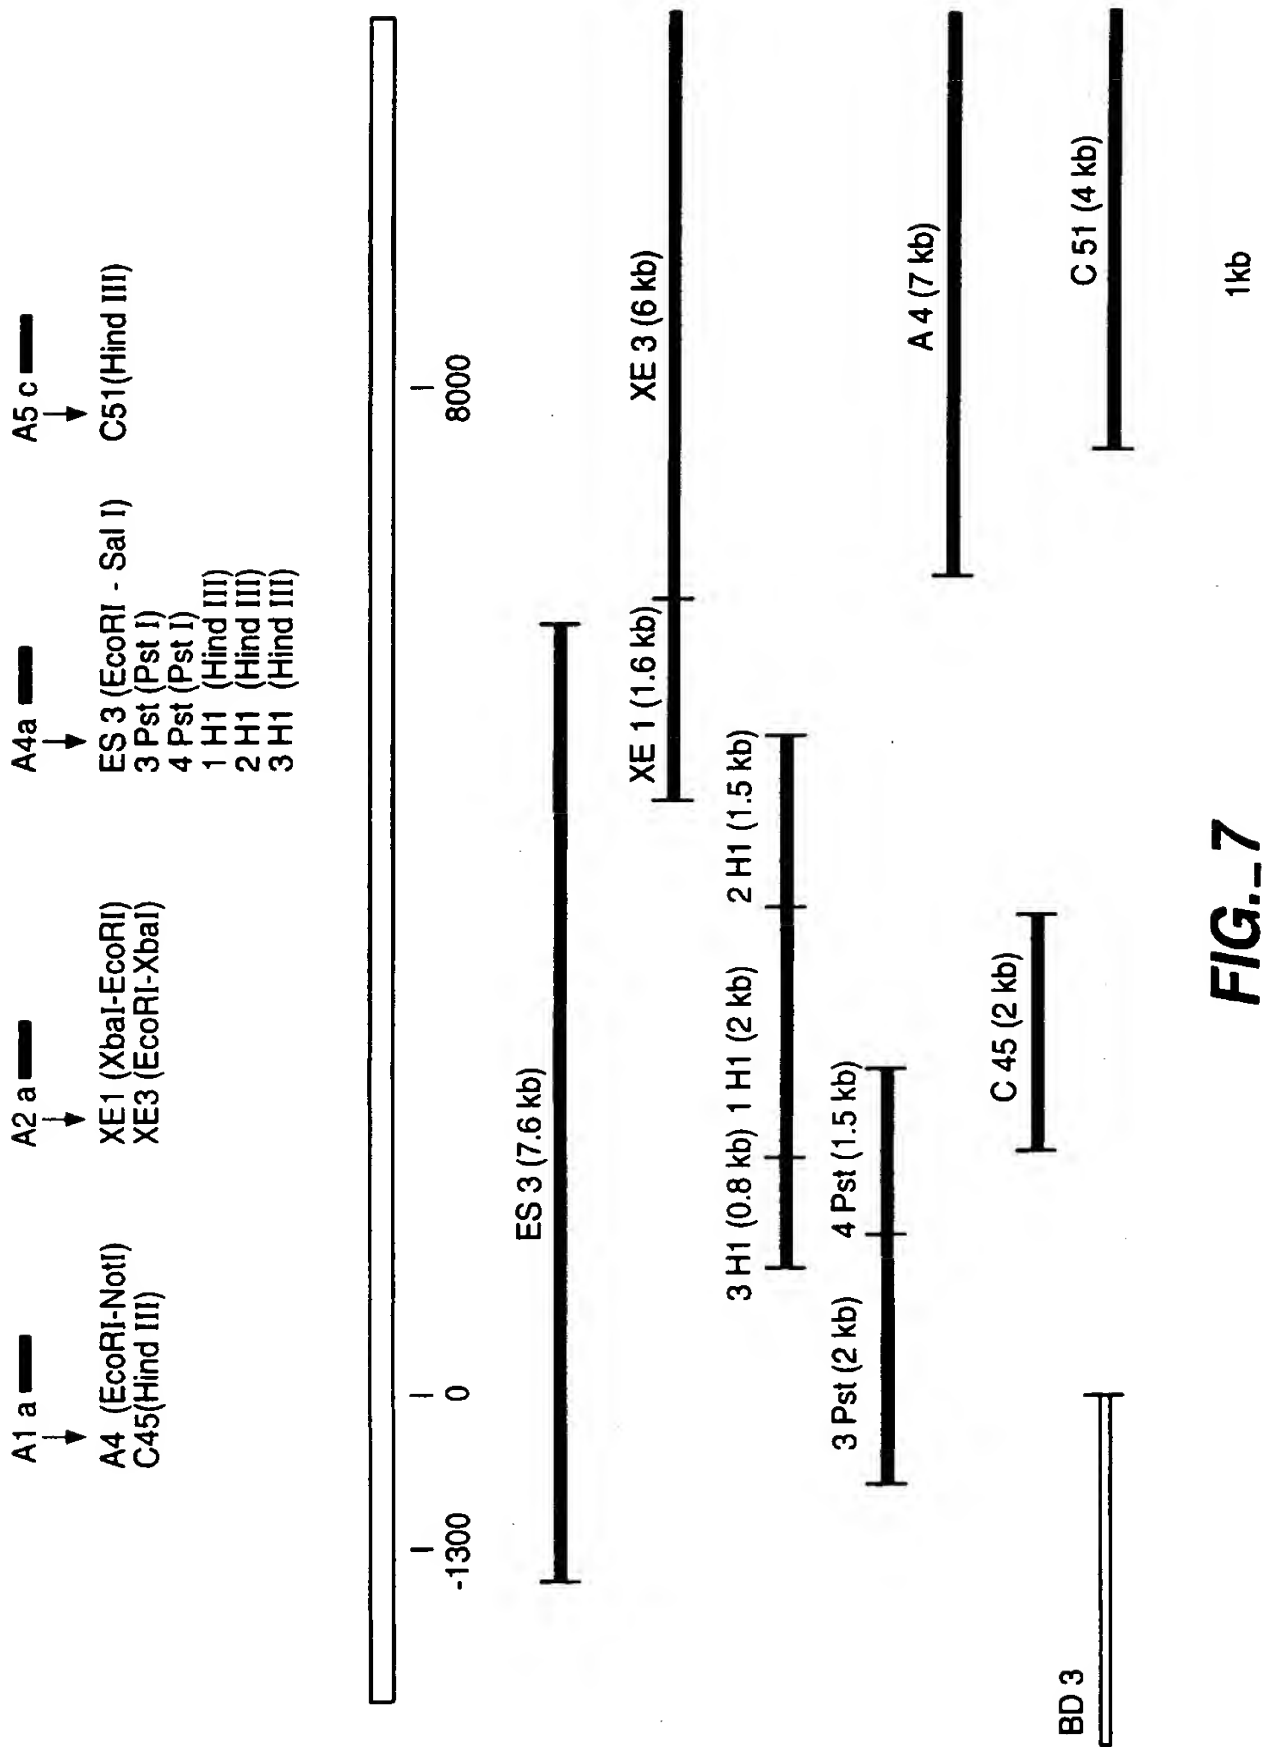 A1 a
A4 (EcoRI-NotI)
C45(Hind III)
A2 a
XE1 (XbaI-EcoRI)
XE3 (EcoRI-XbaI)
A4a
ES 3 (EcoRI - Sal I)
3 Pst (Pst I)
4 Pst (Pst I)
1 H1 (Hind III)
2 H1 (Hind III)
3 H1 (Hind III)
A5 c
C51(Hind III)
-1300
0
8000
ES 3 (7.6 kb)
XE 1 (1.6 kb)
XE 3 (6 kb)
3 H1 (0.8 kb) 1 H1 (2 kb)
2 H1 (1.5 kb)
3 Pst (2 kb)
4 Pst (1.5 kb)
A 4 (7 kb)
C 45 (2 kb)
BD 3
C 51 (4 kb)
1kb
FIG._7